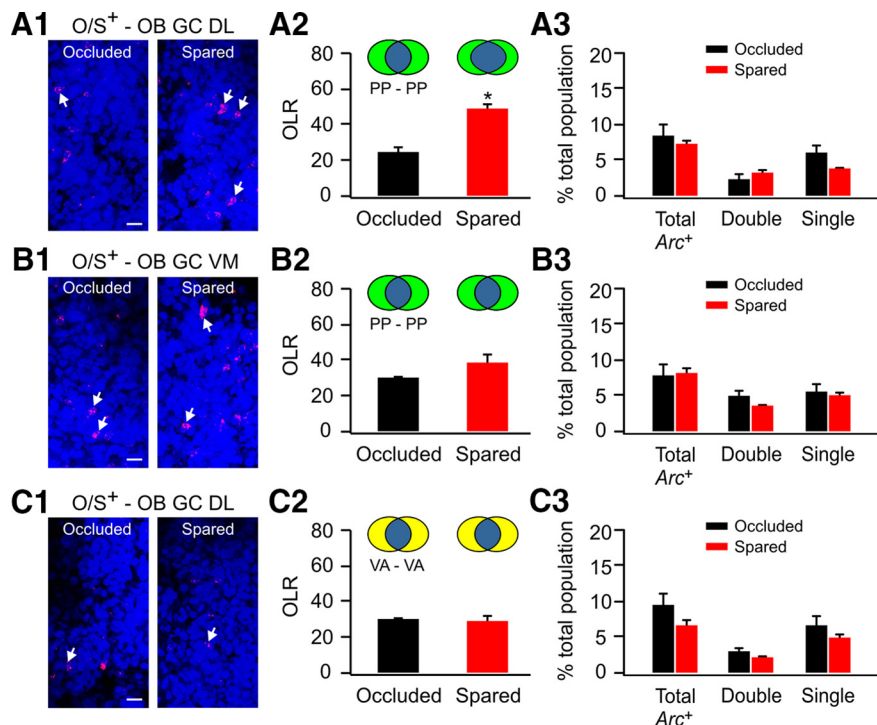 A1
O/S+ - OB GC DL
Occluded
Spared
A2
80
60
40
20
0
OLR
PP - PP
*
Occluded
Spared
A3
20
15
10
5
0
% total population
Occluded
Spared
Total
Arc+
Double
Single
B1
O/S+ - OB GC VM
Occluded
Spared
B2
80
60
40
20
0
OLR
PP - PP
Occluded
Spared
B3
20
15
10
5
0
% total population
Occluded
Spared
Total
Arc+
Double
Single
C1
O/S+ - OB GC DL
Occluded
Spared
C2
80
60
40
20
0
OLR
VA - VA
Occluded
Spared
C3
20
15
10
5
0
% total population
Occluded
Spared
Total
Arc+
Double
Single